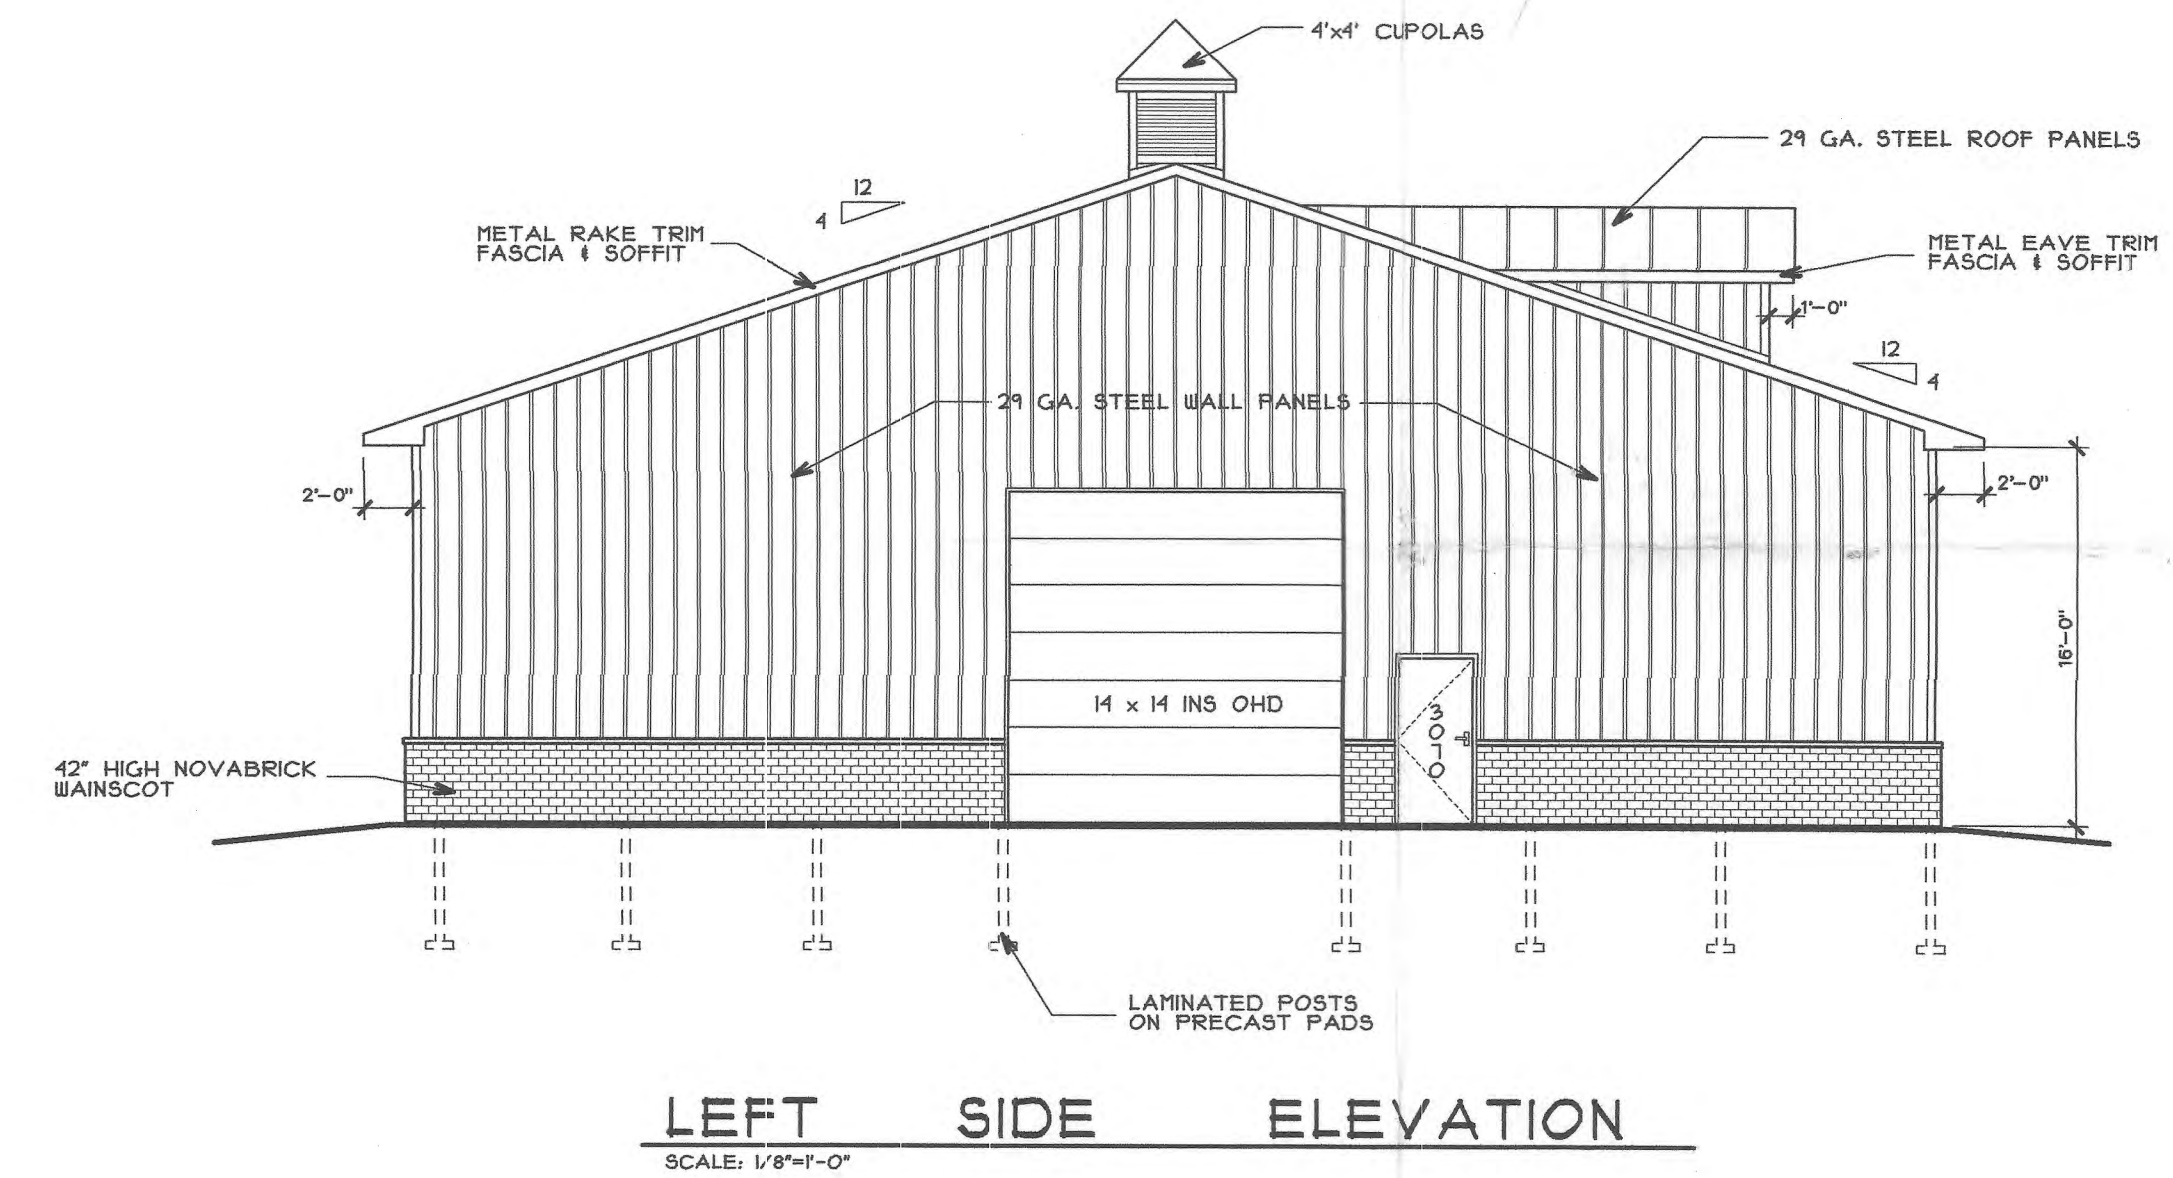 4'x4' CUPOLAS
29 GA. STEEL ROOF PANELS
12
4
METAL RAKE TRIM
FASCIA & SOFFIT
METAL EAVE TRIM
FASCIA & SOFFIT
1'-0"
12
4
29 GA. STEEL WALL PANELS
2'-0"
2'-0"
16'-0"
14 x 14 INS OHD
3070
42" HIGH NOVABRICK
WAINSCOT
LAMINATED POSTS
ON PRECAST PADS
LEFT SIDE ELEVATION
SCALE: 1/8"=1'-0"